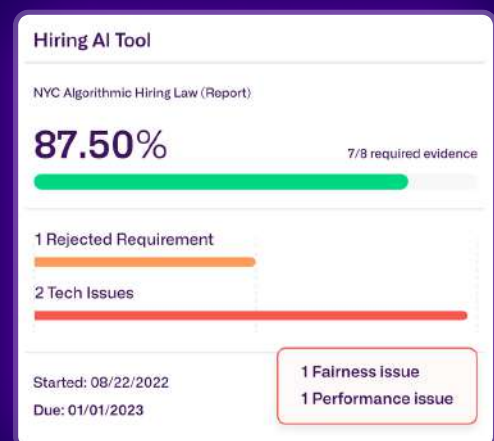 Hiring AI Tool
NYC Algorithmic Hiring Law (Report)
87.50%
7/8 required evidence
1 Rejected Requirement
2 Tech Issues
Started: 08/22/2022
Due: 01/01/2023
1 Fairness issue
1 Performance issue